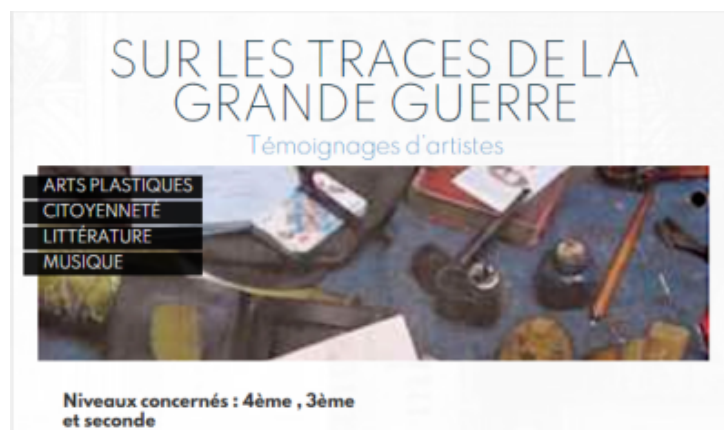 SUR LES TRACES DE LA
GRANDE GUERRE
Témoignages d'artistes
ARTS PLASTIQUES
CITOYENNETÉ
LITTÉRATURE
MUSIQUE
Niveaux concernés : 4ème , 3ème
et seconde